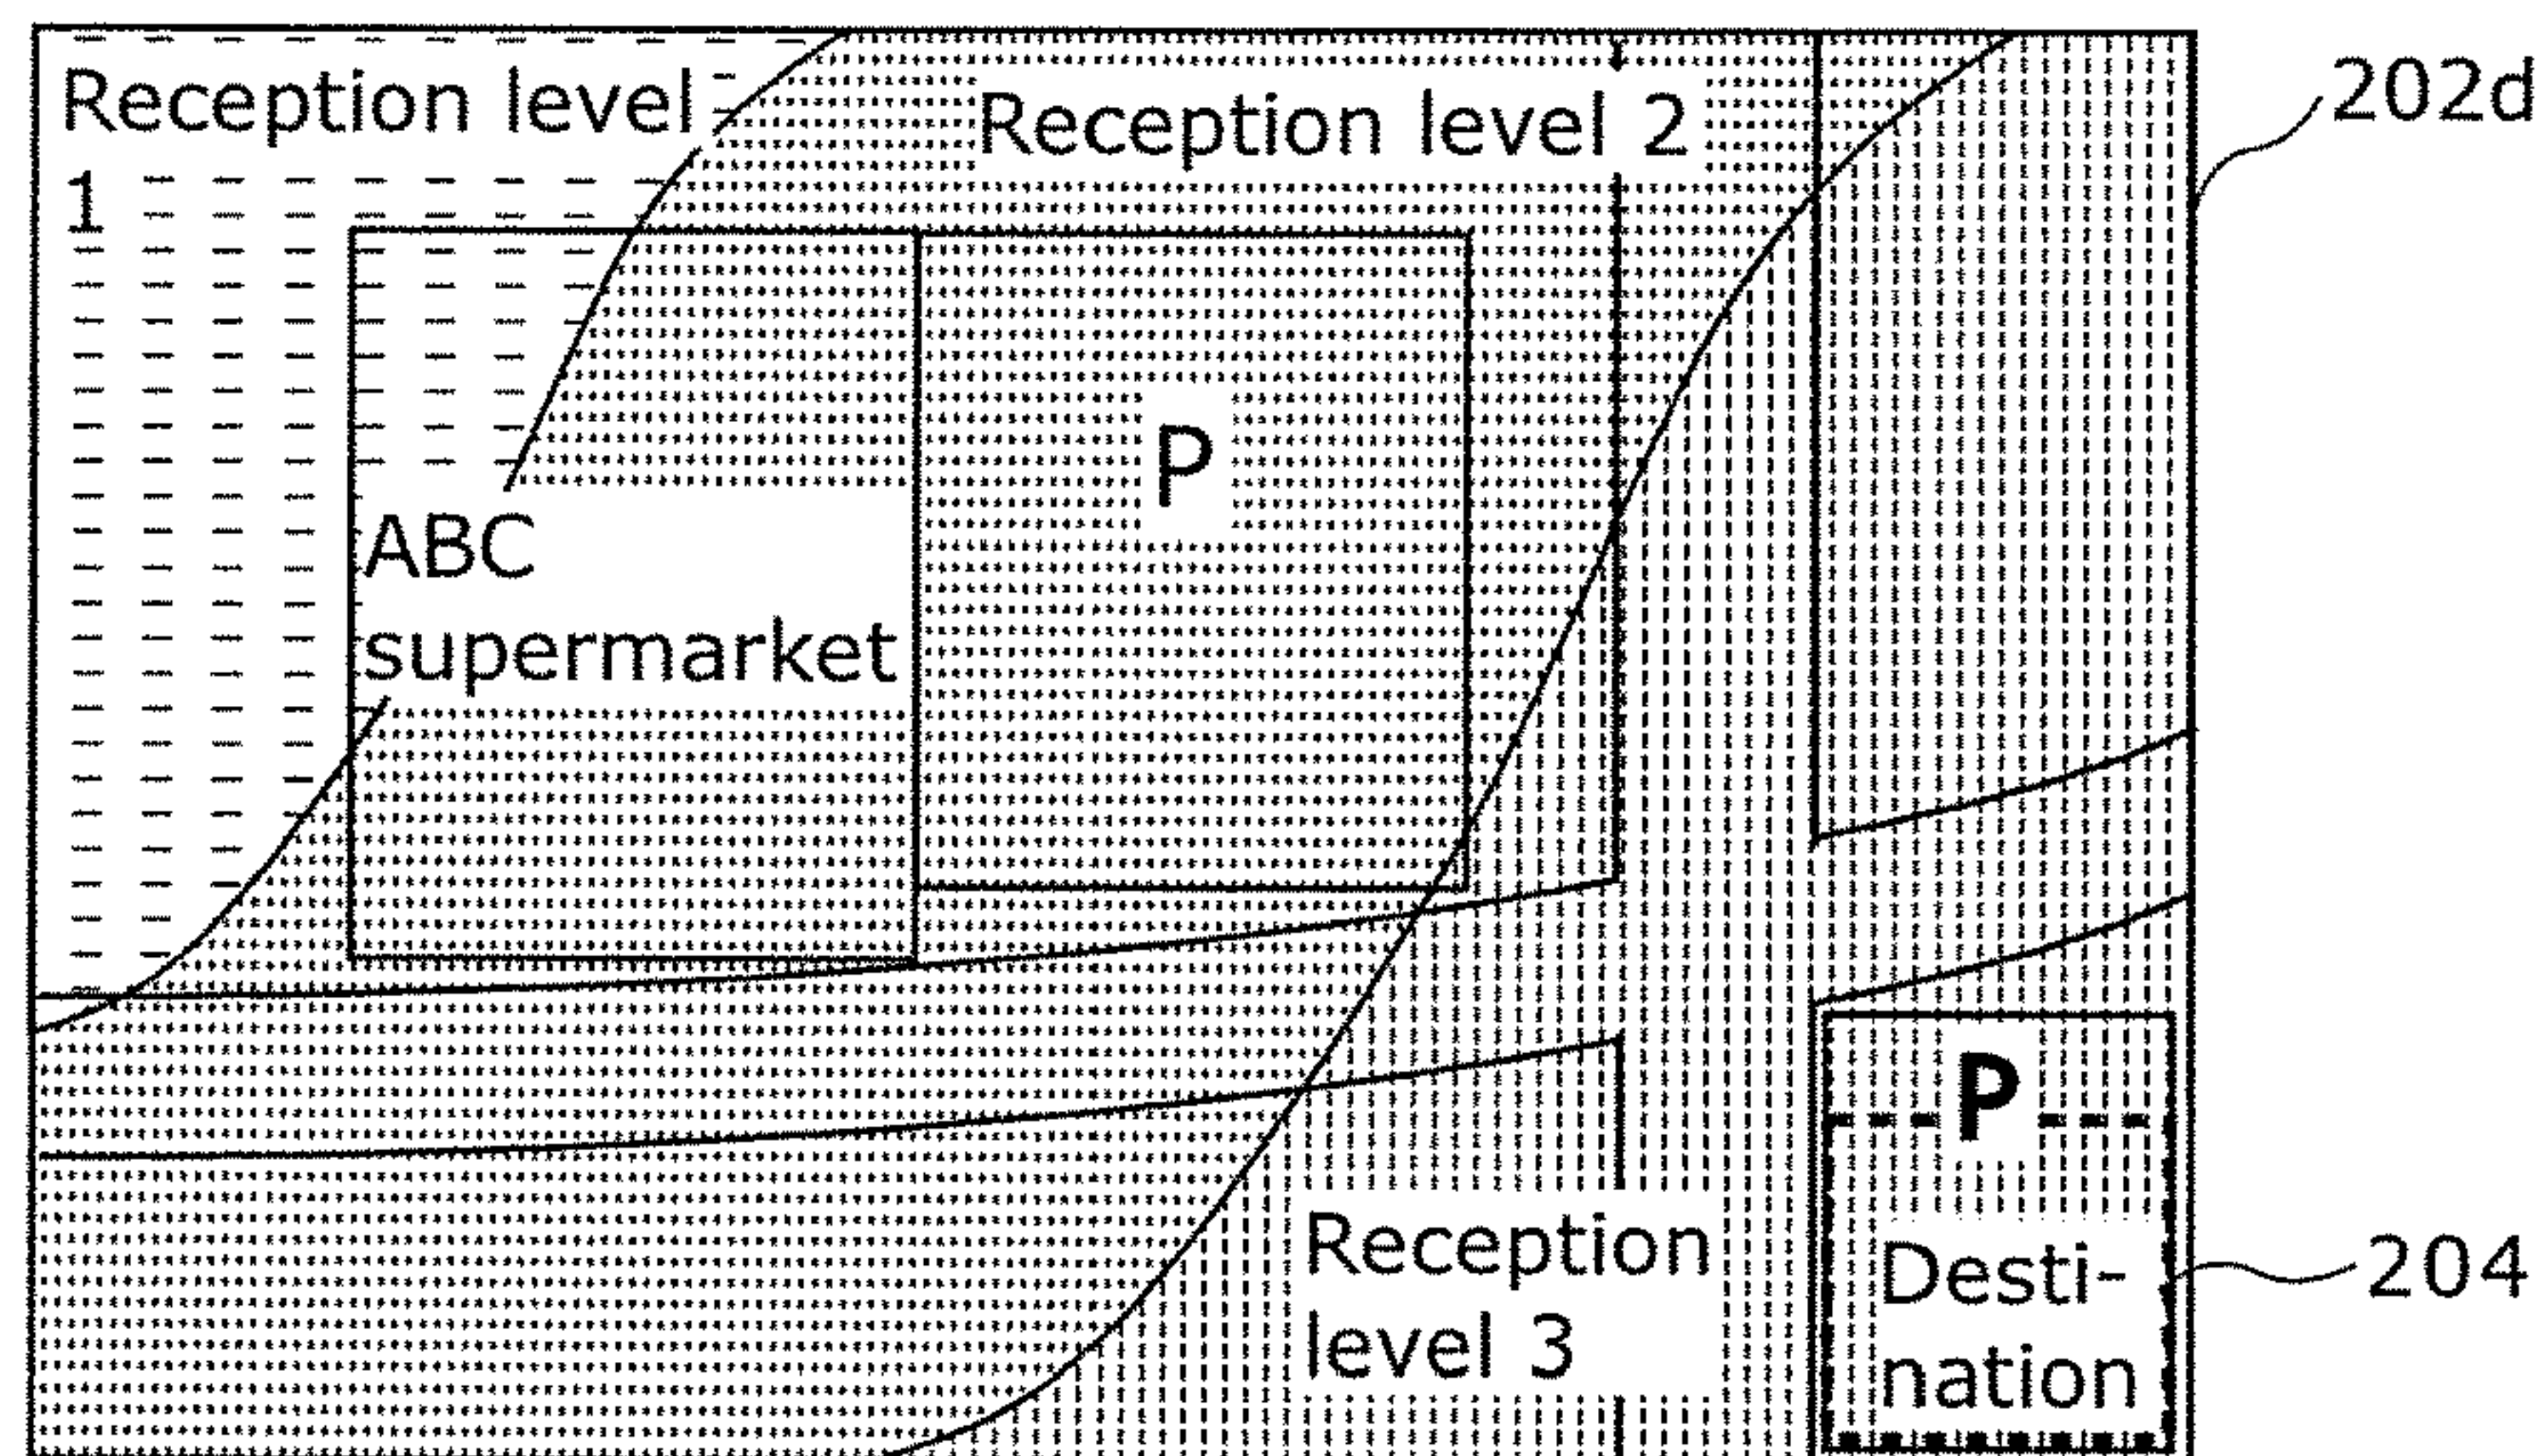 Reception level
1
Reception level 2
202d
P
ABC
supermarket
P
Reception
level 3
Desti-
nation
204